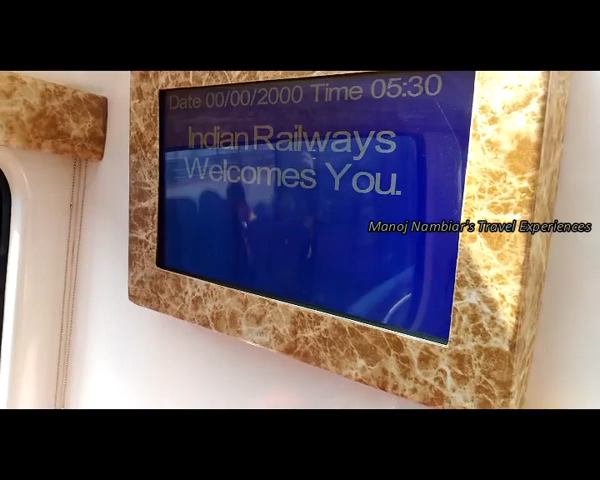 Date 00/00/2000 Time 05:30
Indian Railways
Welcomes You.
Manoj Nambiar's Travel Experiences